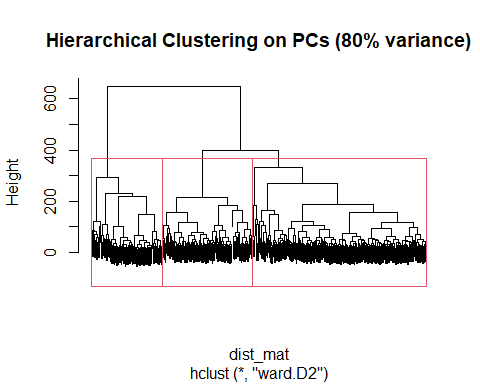 Hierarchical Clustering on PCs (80% variance)
Height
600
400
200
0
dist_mat
hclust (*, "ward.D2")